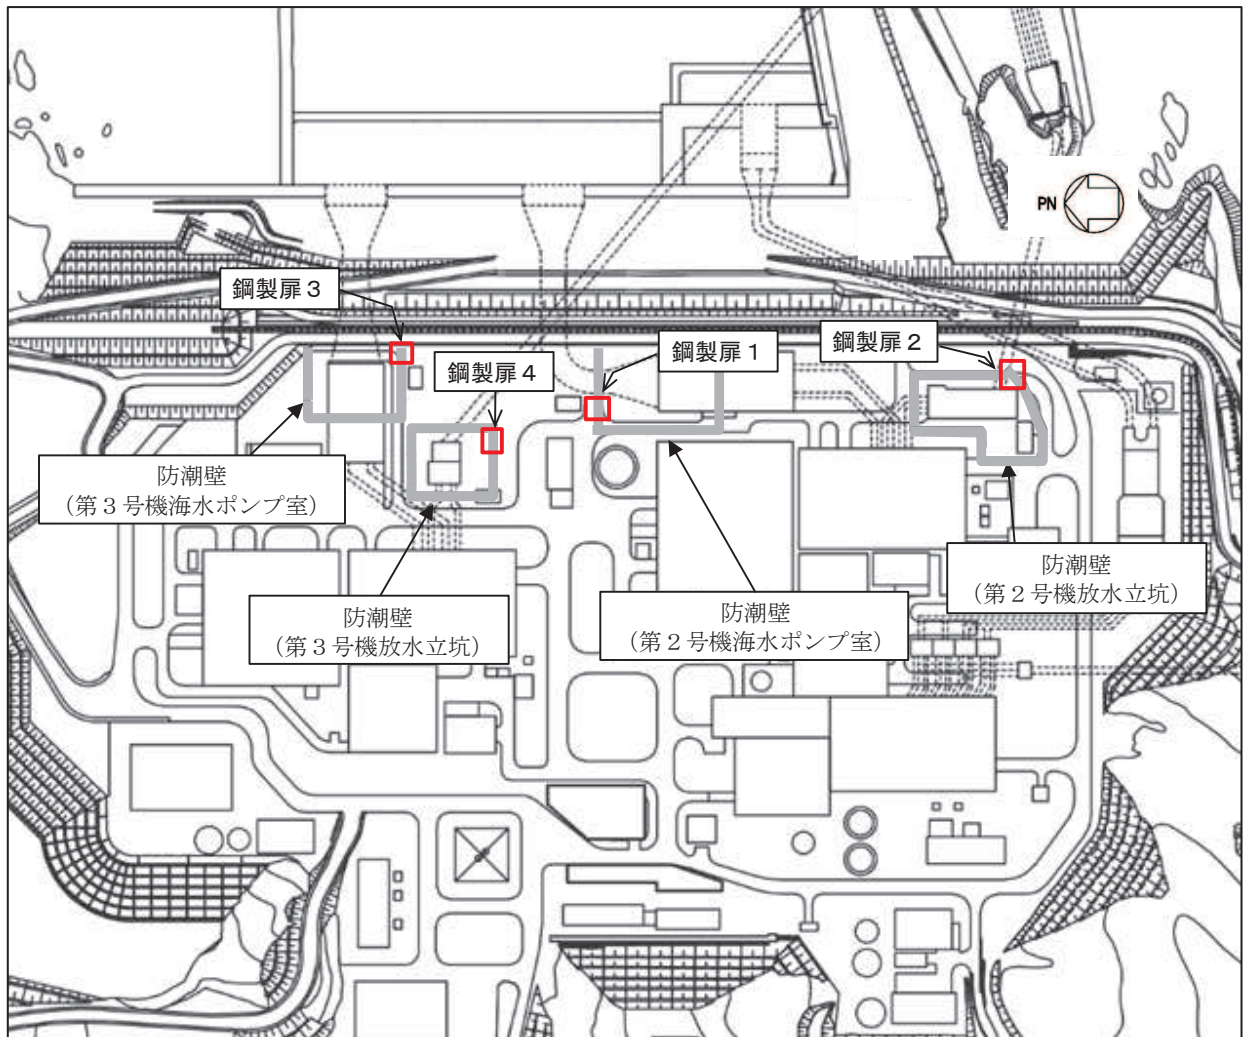 PN
鋼製扉３
鋼製扉４
鋼製扉１
鋼製扉２
防潮壁
（第３号機海水ポンプ室）
防潮壁
（第３号機放水立坑）
防潮壁
（第２号機海水ポンプ室）
防潮壁
（第２号機放水立坑）